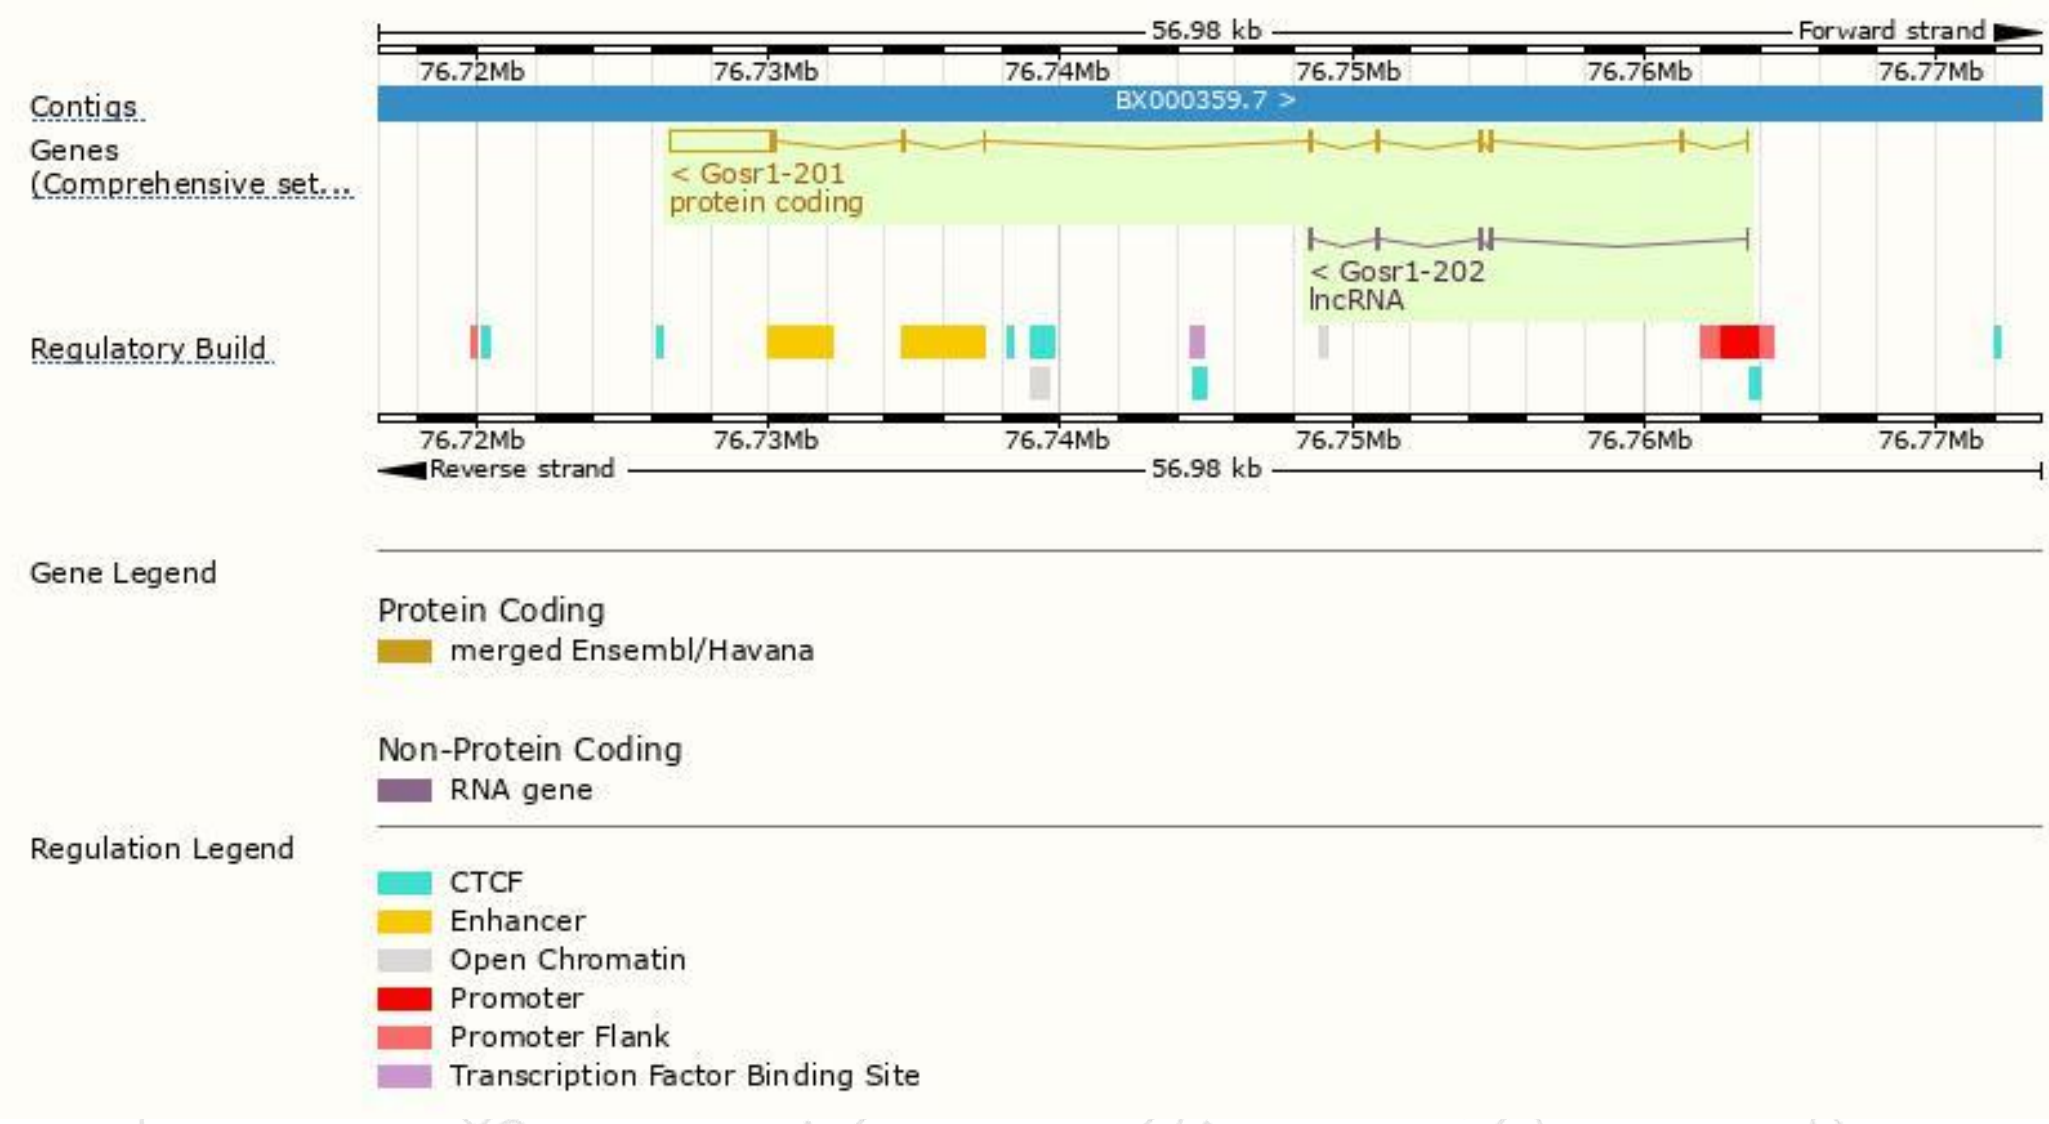 56.98 kb Forward strand
76.72Mb 76.73Mb 76.74Mb 76.75Mb 76.76Mb 76.77Mb
Contigs BX000359.7 >
Genes
(Comprehensive set...
< Gosr1-201
protein coding
< Gosr1-202
lncRNA
Regulatory Build
76.72Mb 76.73Mb 76.74Mb 76.75Mb 76.76Mb 76.77Mb
Reverse strand 56.98 kb
Gene Legend
Protein Coding
merged Ensembl/Havana
Non-Protein Coding
RNA gene
Regulation Legend
CTCF
Enhancer
Open Chromatin
Promoter
Promoter Flank
Transcription Factor Binding Site